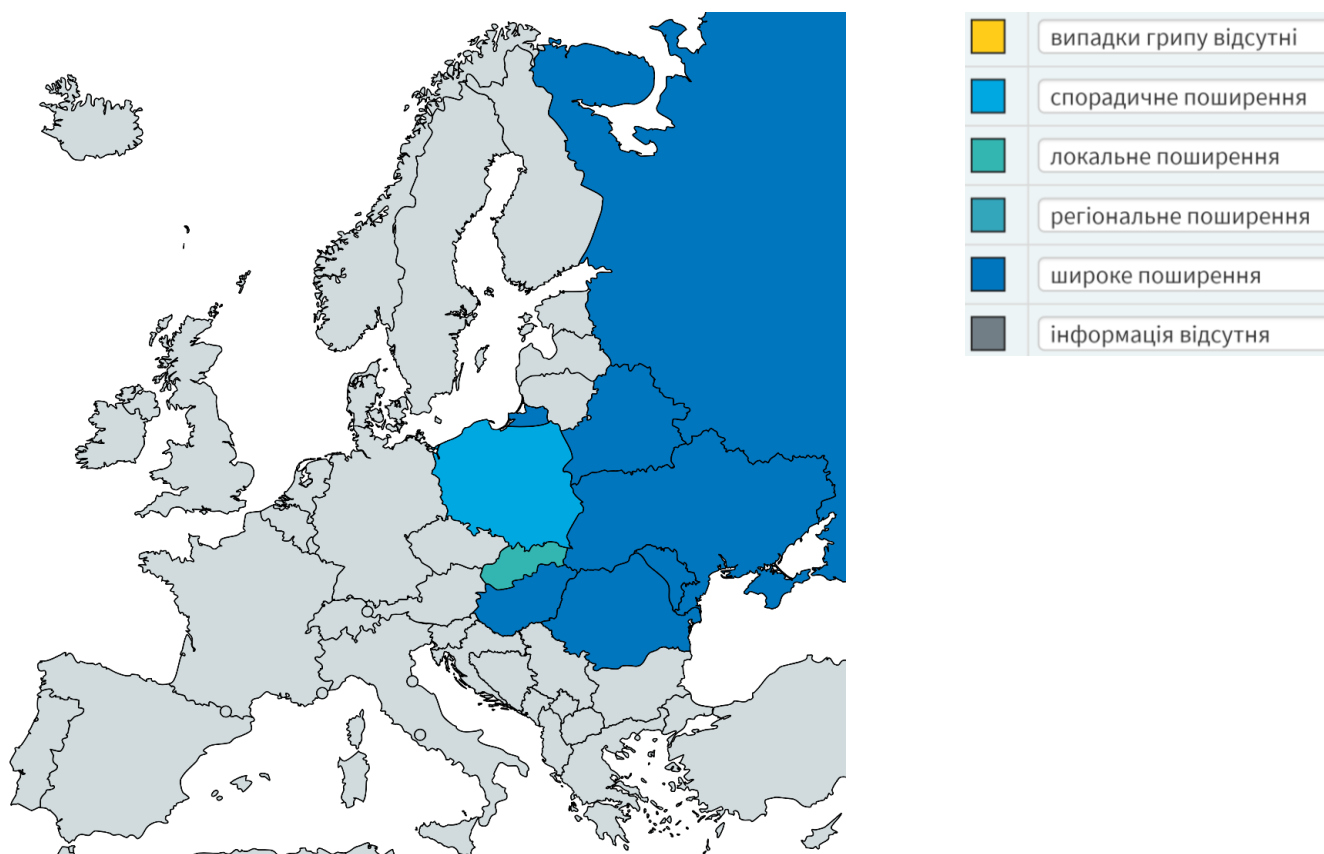 випадки грипу відсутні
спорадичне поширення
локальне поширення
регіональне поширення
широке поширення
інформація відсутня